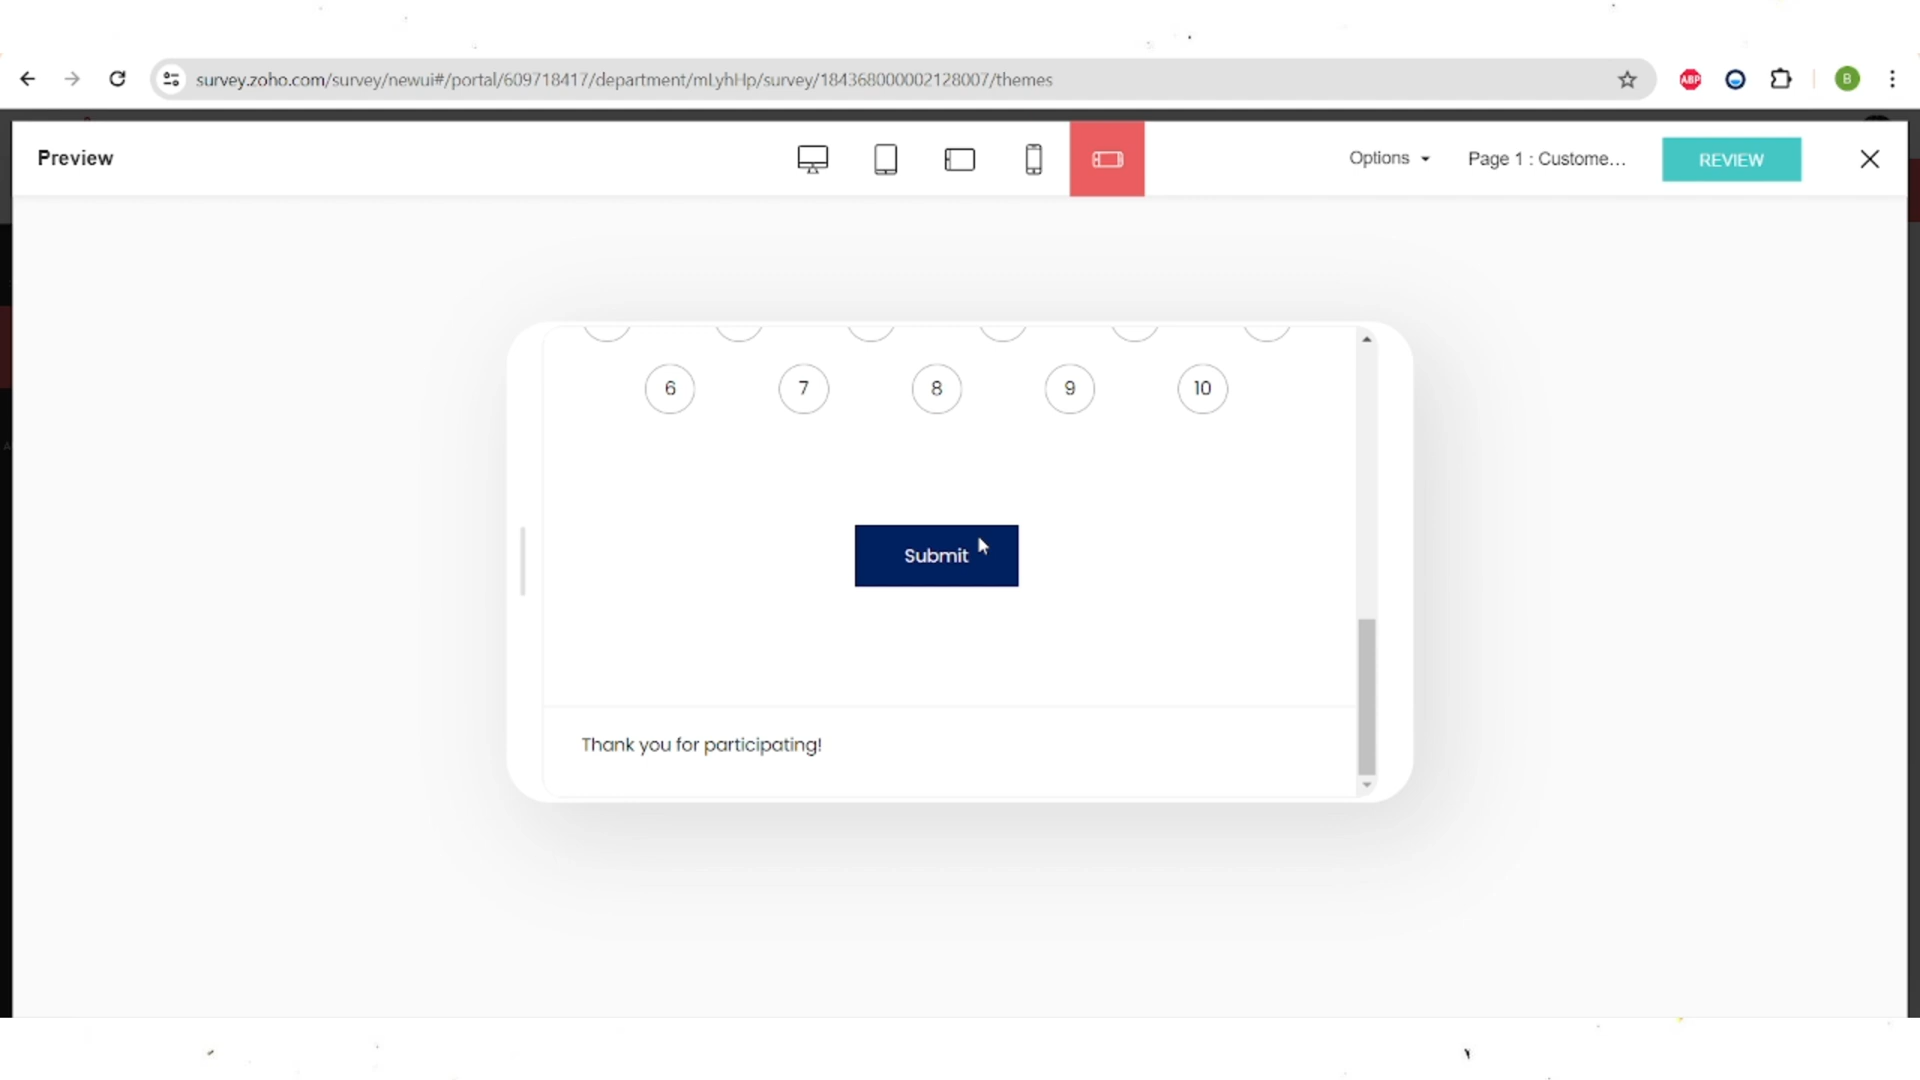 survey.zoho.com/survey/newui#/portal/609718417/department/mLyhHp/survey/184368000002128007/themes
ABP
B
Preview
Options
Page 1 : Custome...
REVIEW
6 7 8 9 10
Submit
Thank you for participating!